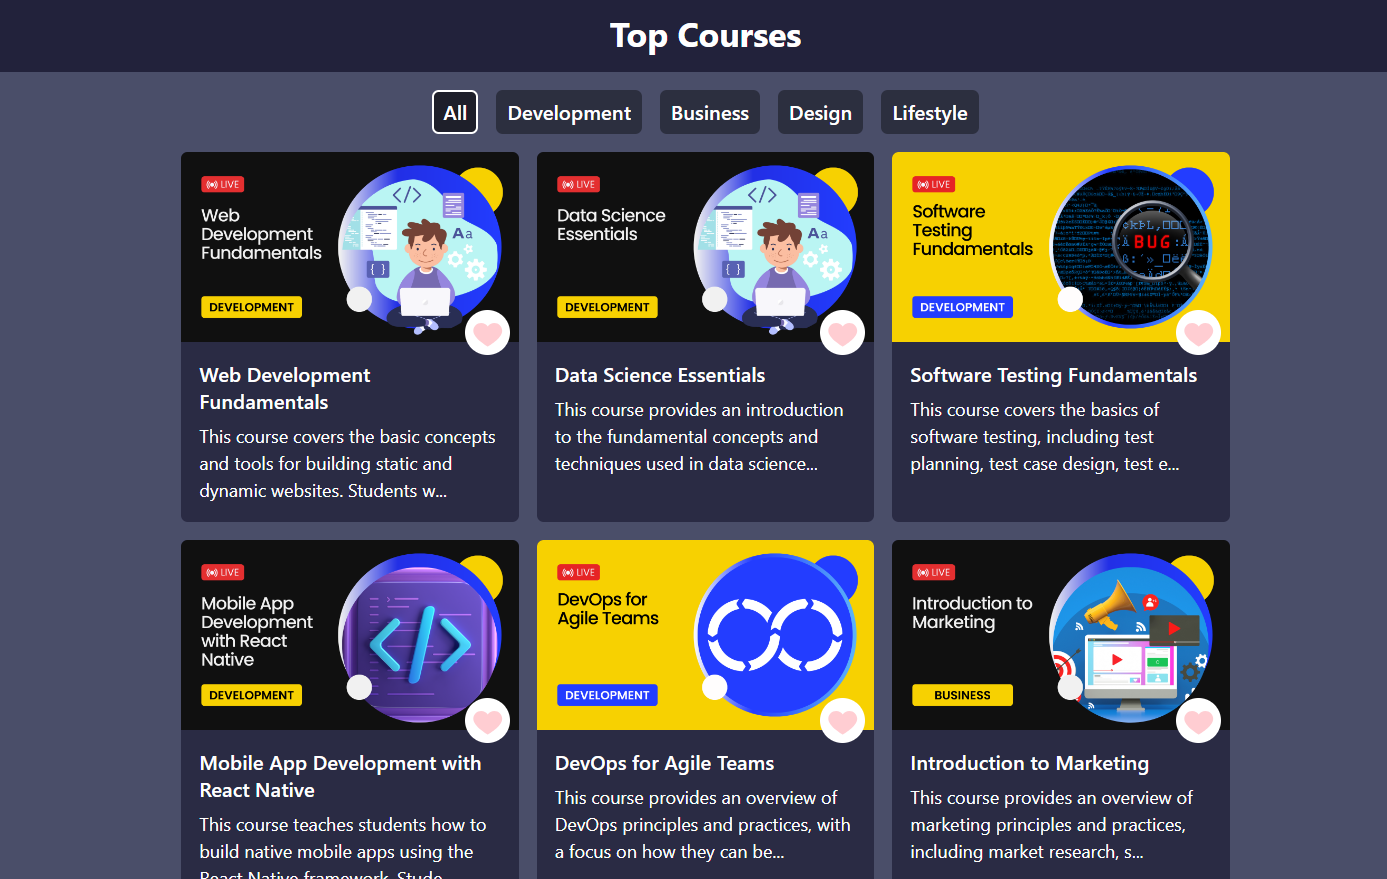 Top Courses
All
Development
Business
Design
Lifestyle
LIVE
Web
Development
Fundamentals
DEVELOPMENT
Web Development
Fundamentals
This course covers the basic concepts
and tools for building static and
dynamic websites. Students w...
LIVE
Data Science
Essentials
DEVELOPMENT
Data Science Essentials
This course provides an introduction
to the fundamental concepts and
techniques used in data science...
LIVE
Software
Testing
Fundamentals
BUG
DEVELOPMENT
Software Testing Fundamentals
This course covers the basics of
software testing, including test
planning, test case design, test e...
LIVE
Mobile App
Development
with React
Native
DEVELOPMENT
Mobile App Development with
React Native
This course teaches students how to
build native mobile apps using the
React Native framework. Stude...
LIVE
DevOps for
Agile Teams
DEVELOPMENT
DevOps for Agile Teams
This course provides an overview of
DevOps principles and practices, with
a focus on how they can be...
LIVE
Introduction to
Marketing
BUSINESS
Introduction to Marketing
This course provides an overview of
marketing principles and practices,
including market research, s...